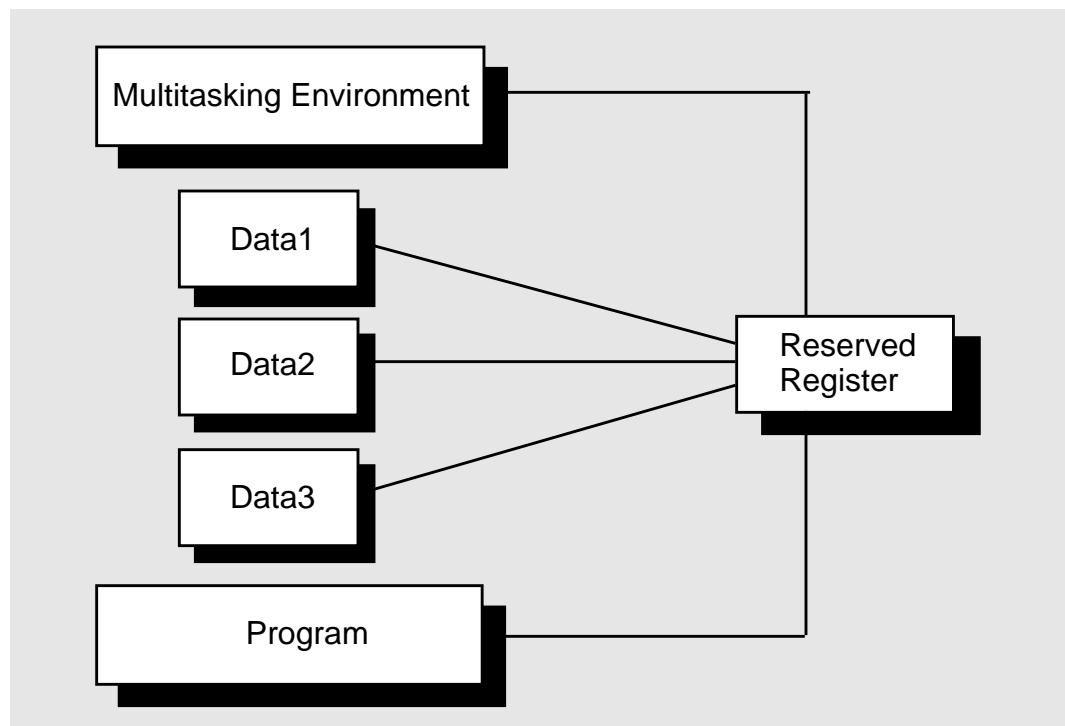 Multitasking Environment
Data1
Data2
Data3
Reserved
Register
Program